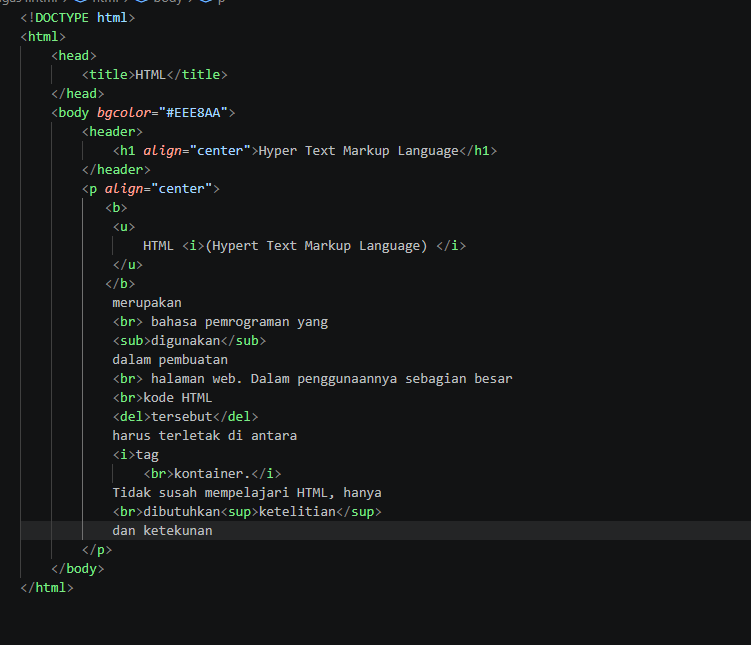 <!DOCTYPE html>
<html>
    <head>
        <title>HTML</title>
    </head>
    <body bgcolor="#EEE8AA">
        <header>
            <h1 align="center">Hyper Text Markup Language</h1>
        </header>
        <p align="center">
           <b>
            <u>
                HTML <i>(Hypert Text Markup Language) </i>
            </u>
           </b>
            merupakan
            <br> bahasa pemrograman yang
            <sub>digunakan</sub>
            dalam pembuatan
            <br> halaman web. Dalam penggunaannya sebagian besar
            <br>kode HTML
            <del>tersebut</del>
            harus terletak di antara
            <i>tag
                <br>kontainer.</i>
            Tidak susah mempelajari HTML, hanya
            <br>dibutuhkan<sup>ketelitian</sup>
            dan ketekunan
        </p>
    </body>
</html>